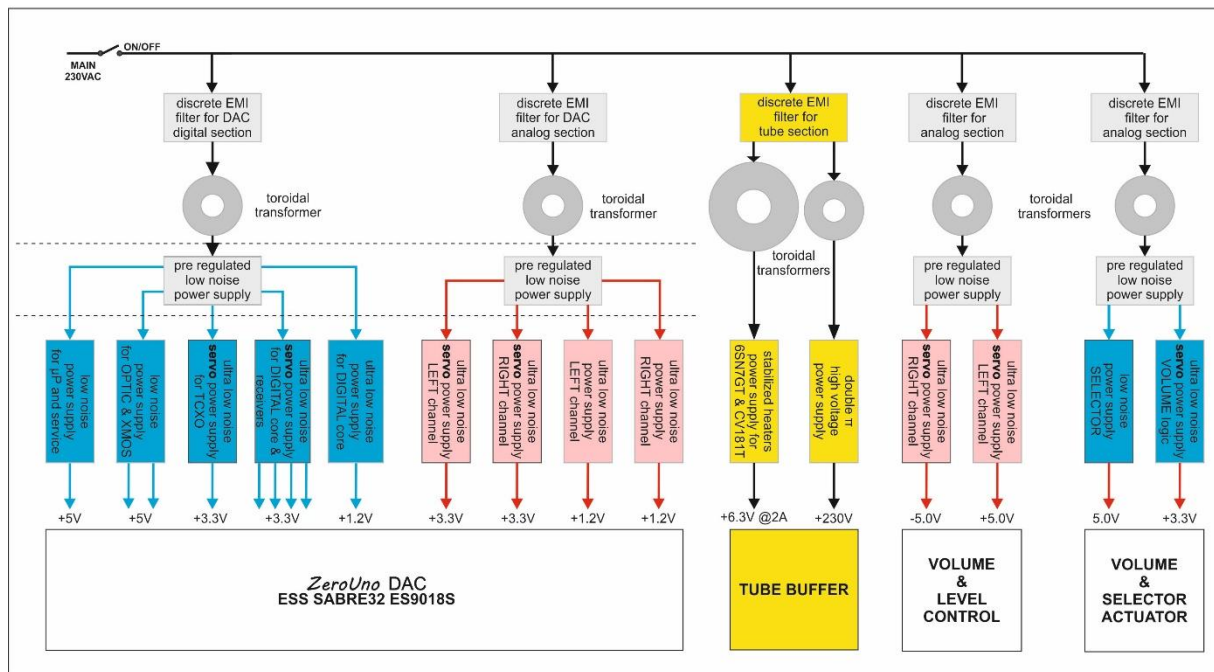 ON/OFF
MAIN
230VAC
discrete EMI
filter for DAC
digital section
discrete EMI
filter for DAC
analog section
discrete EMI
filter for
tube section
discrete EMI
filter for
analog section
discrete EMI
filter for
analog section
toroidal
transformer
toroidal
transformer
toroidal
transformers
toroidal
transformers
pre regulated
low noise
power supply
pre regulated
low noise
power supply
pre regulated
low noise
power supply
pre regulated
low noise
power supply
low noise
power supply
for µP and service
low noise
power supply
for OPTIC & XMOS
ultra low noise
servo power supply
for TCXO
ultra low noise
servo power supply
for DIGITAL core &
receivers
ultra low noise
power supply
for DIGITAL core
ultra low noise
servo power supply
LEFT channel
ultra low noise
servo power supply
RIGHT channel
ultra low noise
power supply
LEFT channel
ultra low noise
power supply
RIGHT channel
stabilized heaters
power supply for
6SN7GT & CV181T
double π
high voltage
power supply
ultra low noise
servo power supply
RIGHT channel
ultra low noise
servo power supply
LEFT channel
low noise
power supply
SELECTOR
ultra low noise
servo power supply
VOLUME logic
+5V
+5V
+3.3V
+3.3V
+1.2V
+3.3V
+3.3V
+1.2V
+1.2V
+6.3V @2A
+230V
-5.0V
+5.0V
5.0V
+3.3V
ZeroUno DAC
ESS SABRE32 ES9018S
TUBE BUFFER
VOLUME
&
LEVEL
CONTROL
VOLUME
&
SELECTOR
ACTUATOR